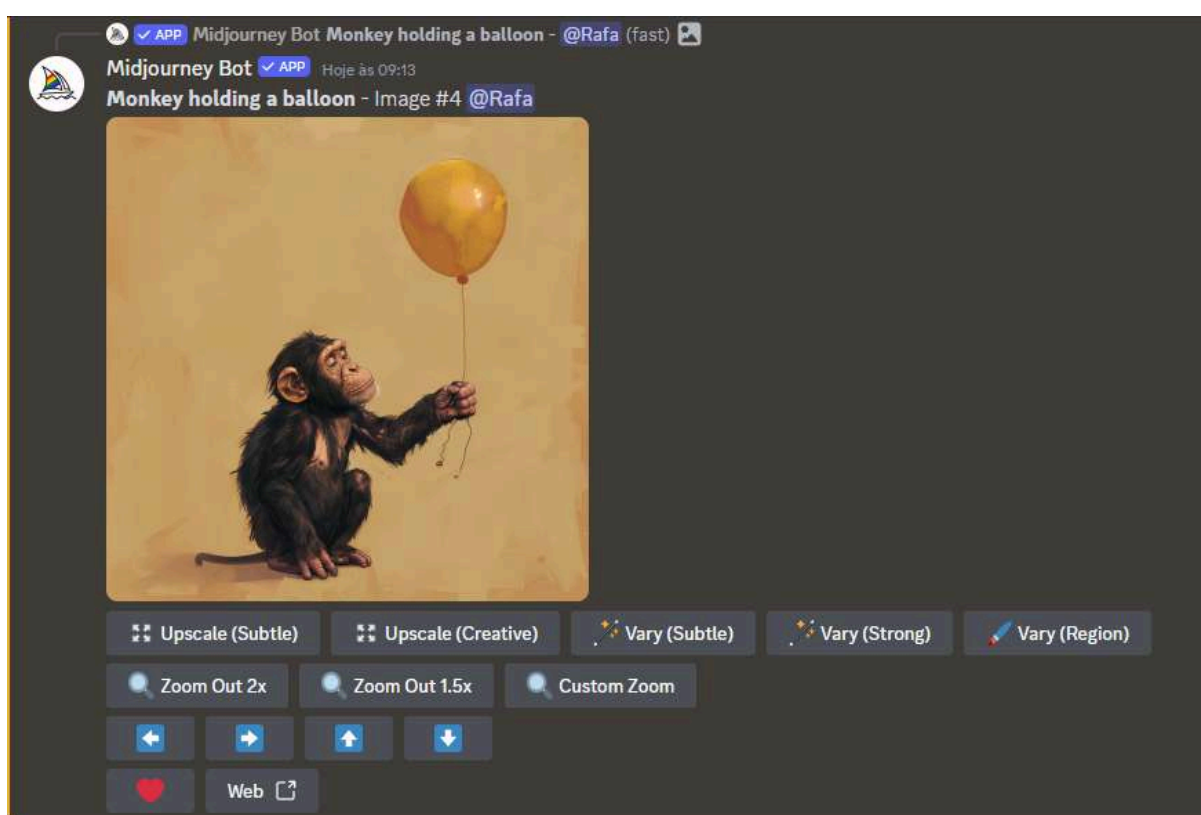 ✓ APP Midjourney Bot Monkey holding a balloon - @Rafa (fast)
Midjourney Bot ✓ APP Hoje às 09:13
Monkey holding a balloon - Image #4 @Rafa
Upscale (Subtle) Upscale (Creative) Vary (Subtle) Vary (Strong) Vary (Region)
Zoom Out 2x Zoom Out 1.5x Custom Zoom
Web